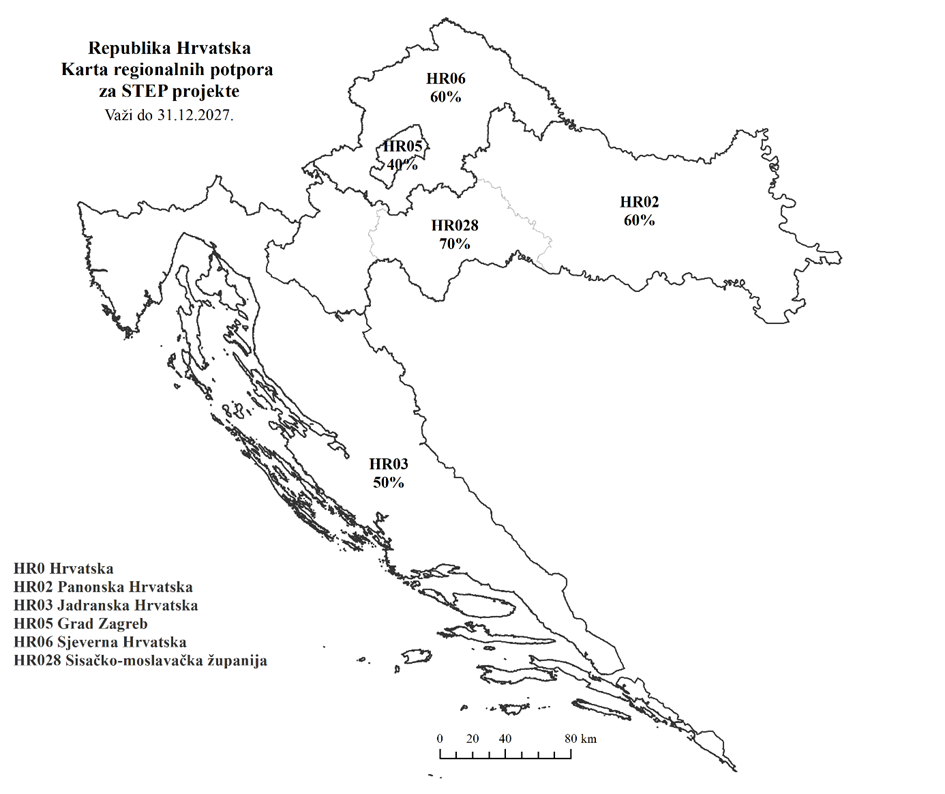 Republika Hrvatska
Karta regionalnih potpora
za STEP projekte
Važi do 31.12.2027.
HR06
60%
HR05
40%
HR02
60%
HR028
70%
HR03
50%
HR0 Hrvatska
HR02 Panonska Hrvatska
HR03 Jadranska Hrvatska
HR05 Grad Zagreb
HR06 Sjeverna Hrvatska
HR028 Sisačko-moslavačka županija
0 20 40 80 km